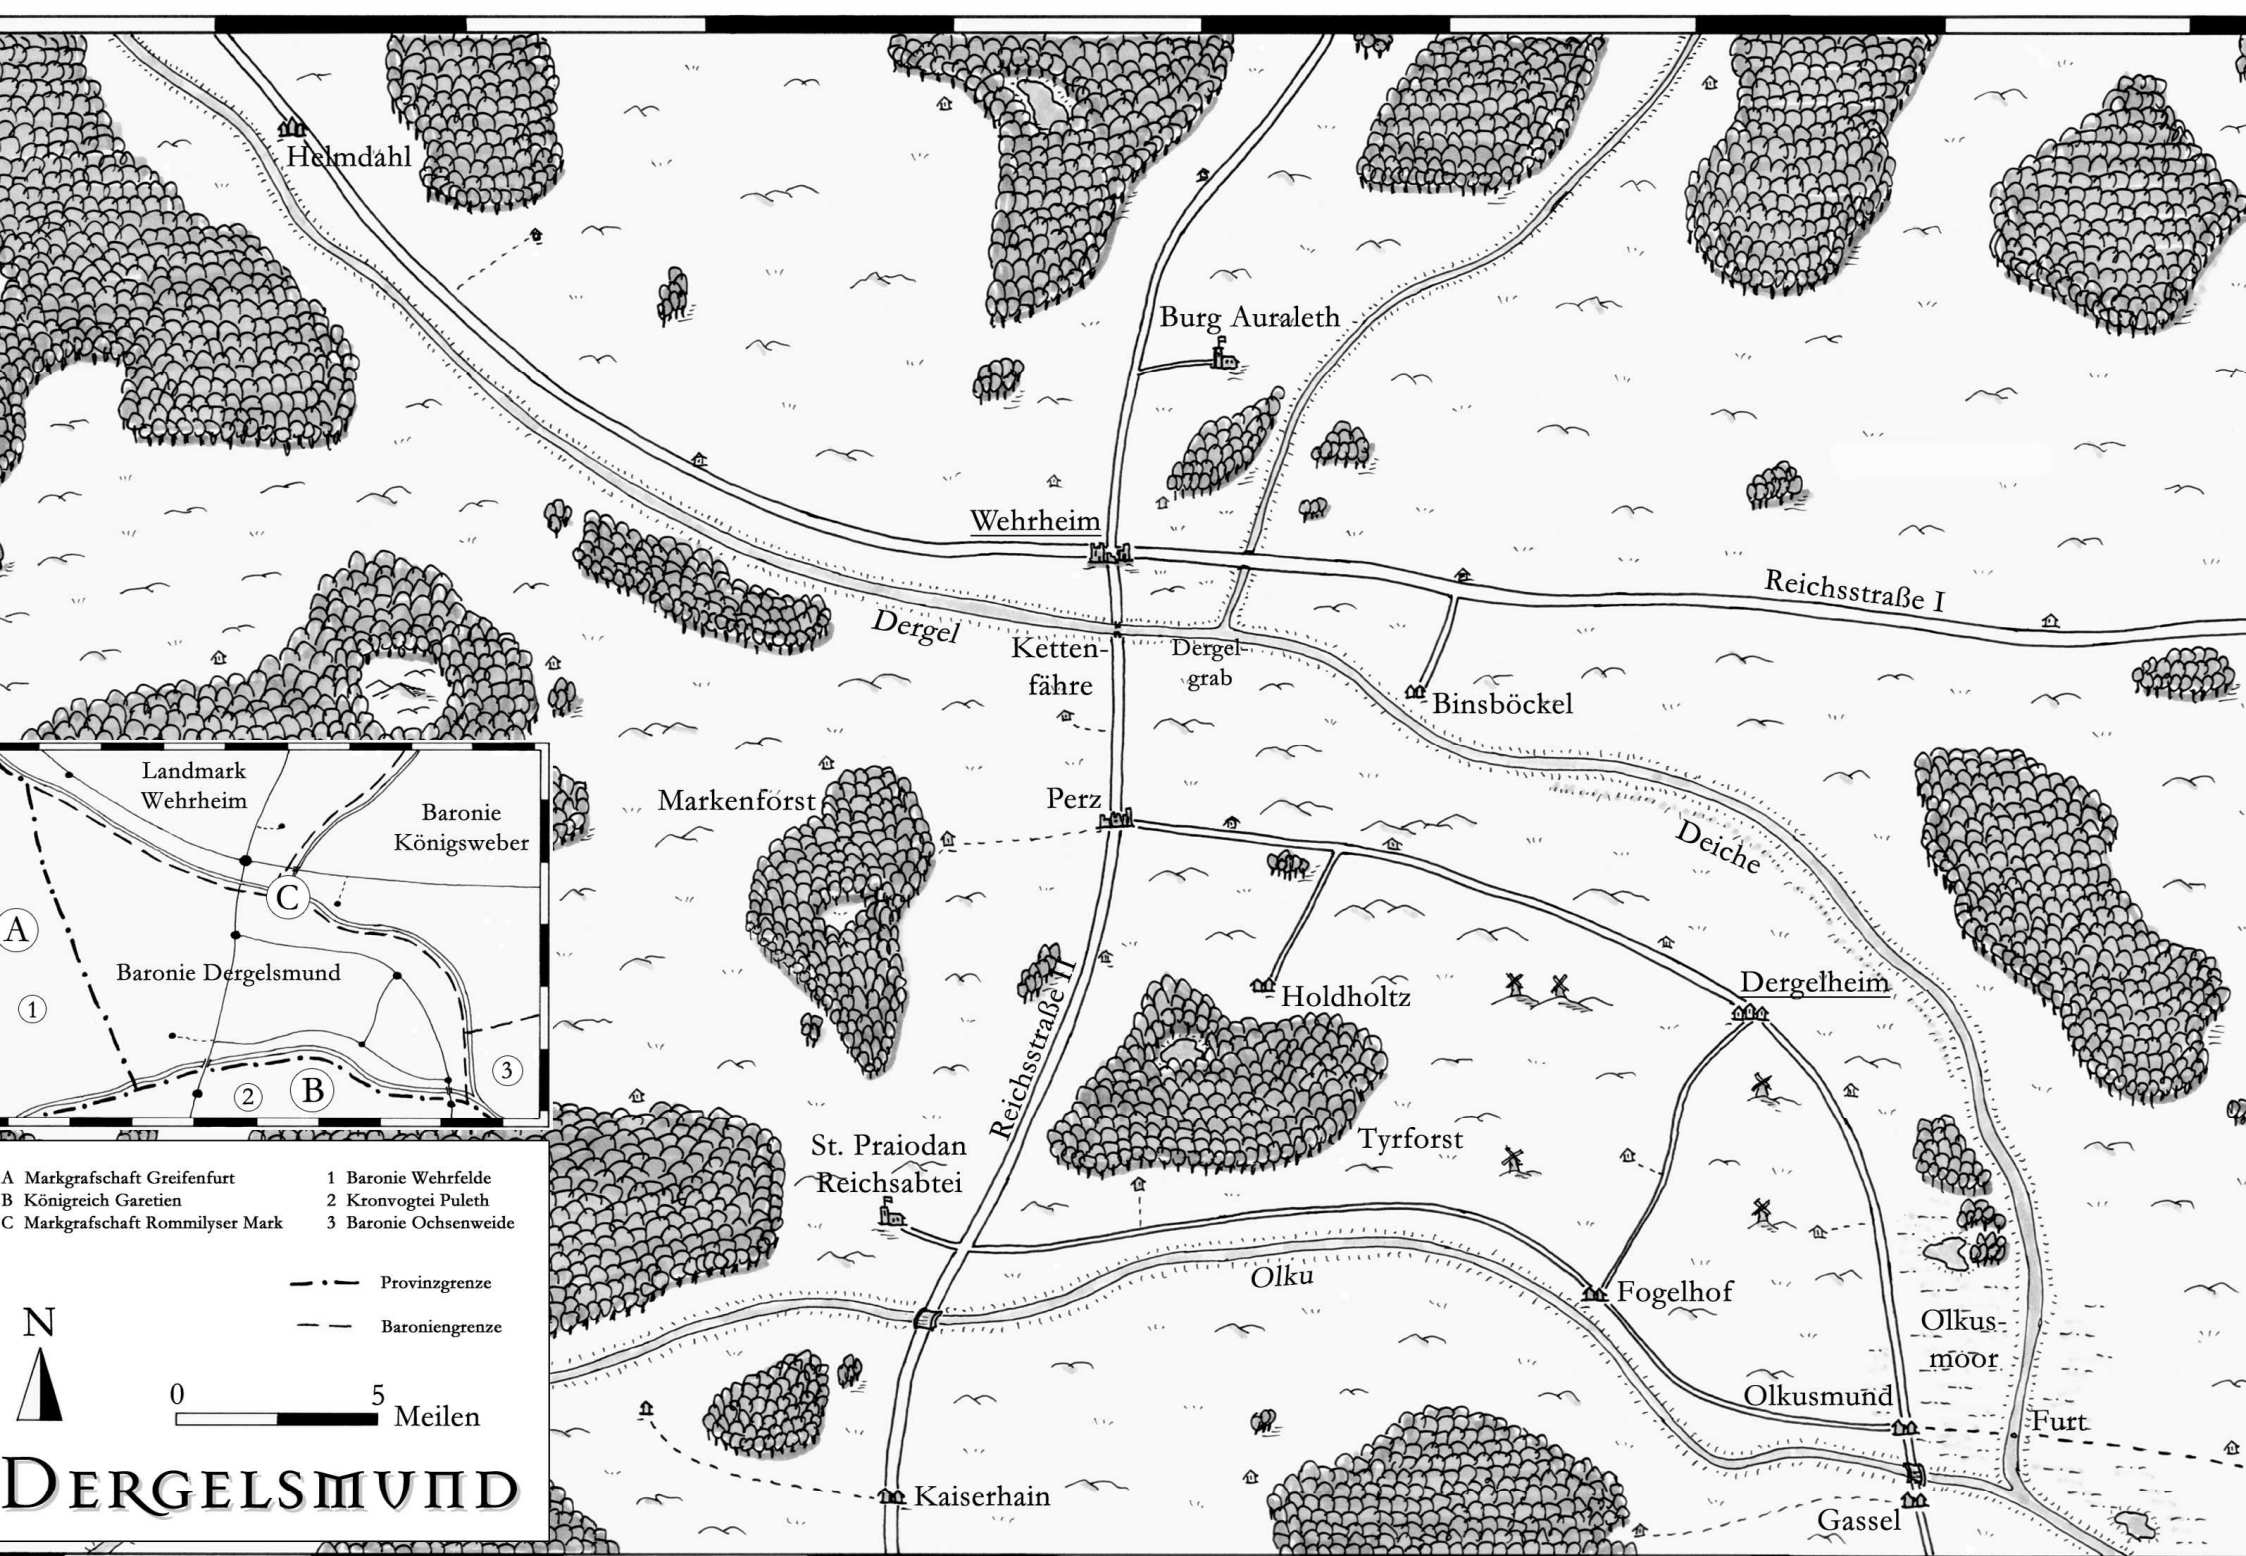 Helmdahl
Burg Auraleth
Wehrheim
Reichsstraße I
Dergel
Ketten-
fähre
Dergel-
grab
Binsböckel
Markenforst
Perz
Deiche
Reichsstraße II
Holdholtz
Dergelheim
Tyrforst
St. Praiodan
Reichsabtei
Olku
Fogelhof
Olkus-
moor
Olkusmund
Furt
Kaiserhain
Gassel
Landmark
Wehrheim
Baronie
Königsweber
C
A
Baronie Dergelsmund
1
2
B
3
A Markgrafschaft Greifenfurt
B Königreich Garetien
C Markgrafschaft Rommilyser Mark
1 Baronie Wehrfelde
2 Kronvogtei Puleth
3 Baronie Ochsenweide
Provinzgrenze
Baroniengrenze
N
0 5 Meilen
DERGELSMUND